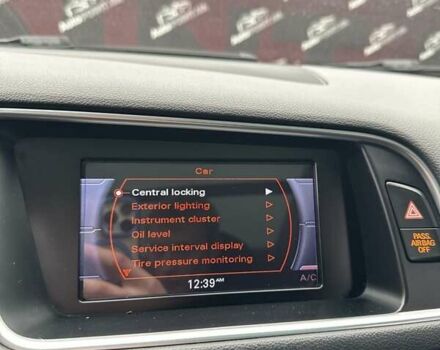 Car
Central locking
Exterior lighting
Instrument cluster
Oil level
Service interval display
Tire pressure monitoring
12:39AM
A/C
PASS.
AIRBAG
OFF